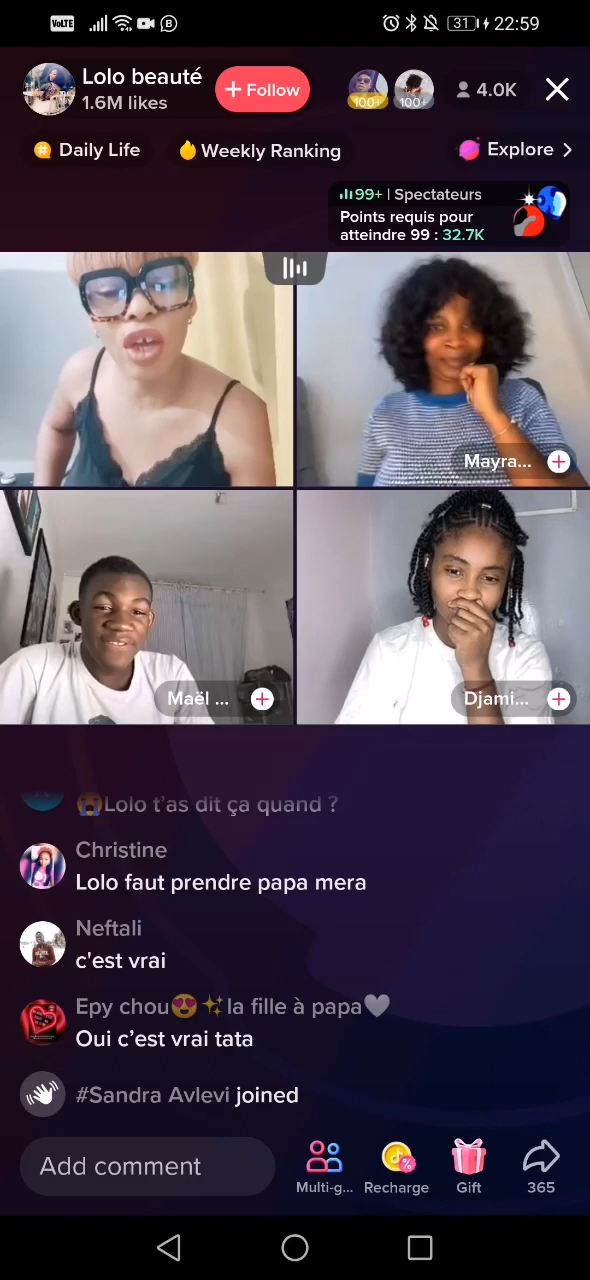 VoLTE
31
22:59
Lolo beauté
1.6M likes
+ Follow
100+
100+
4.0K
Daily Life
Weekly Ranking
Explore
99+ | Spectateurs
Points requis pour
atteindre 99 : 32.7K
Mayra...
Maël ...
Djami...
😭Lolo t'as dit ça quand ?
Christine
Lolo faut prendre papa mera
Neftali
c'est vrai
Epy chou😍✨la fille à papa🤍
Oui c'est vrai tata
#Sandra Avlevi joined
Add comment
Multi-g...
Recharge
Gift
365